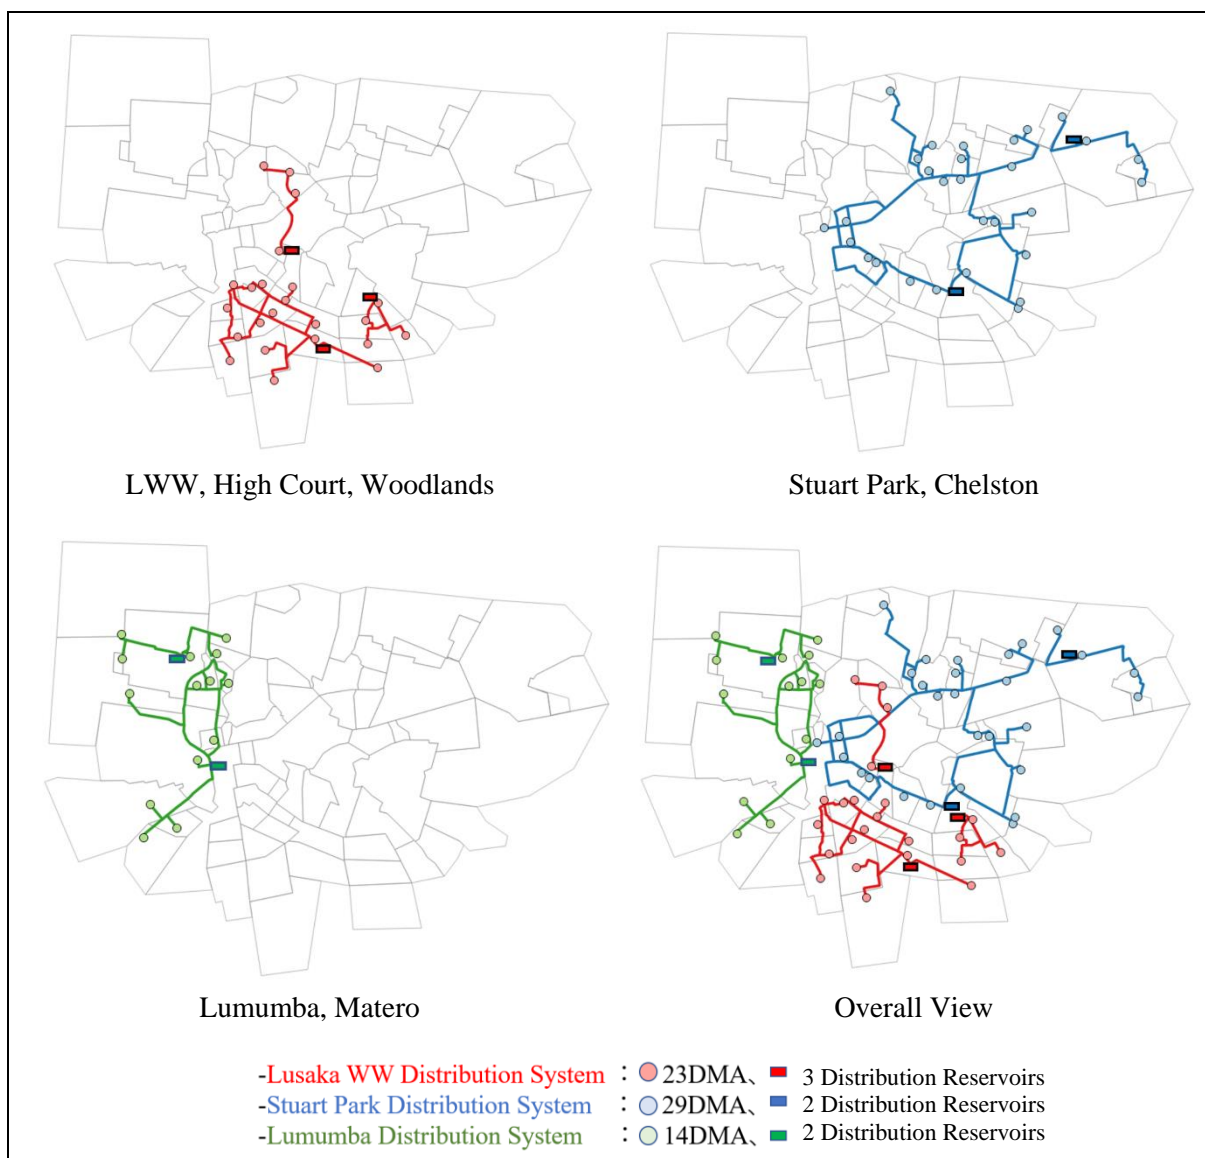 LWW, High Court, Woodlands
Stuart Park, Chelston
Lumumba, Matero
Overall View
-Lusaka WW Distribution System : 23DMA、 3 Distribution Reservoirs
-Stuart Park Distribution System : 29DMA、 2 Distribution Reservoirs
-Lumumba Distribution System : 14DMA、 2 Distribution Reservoirs